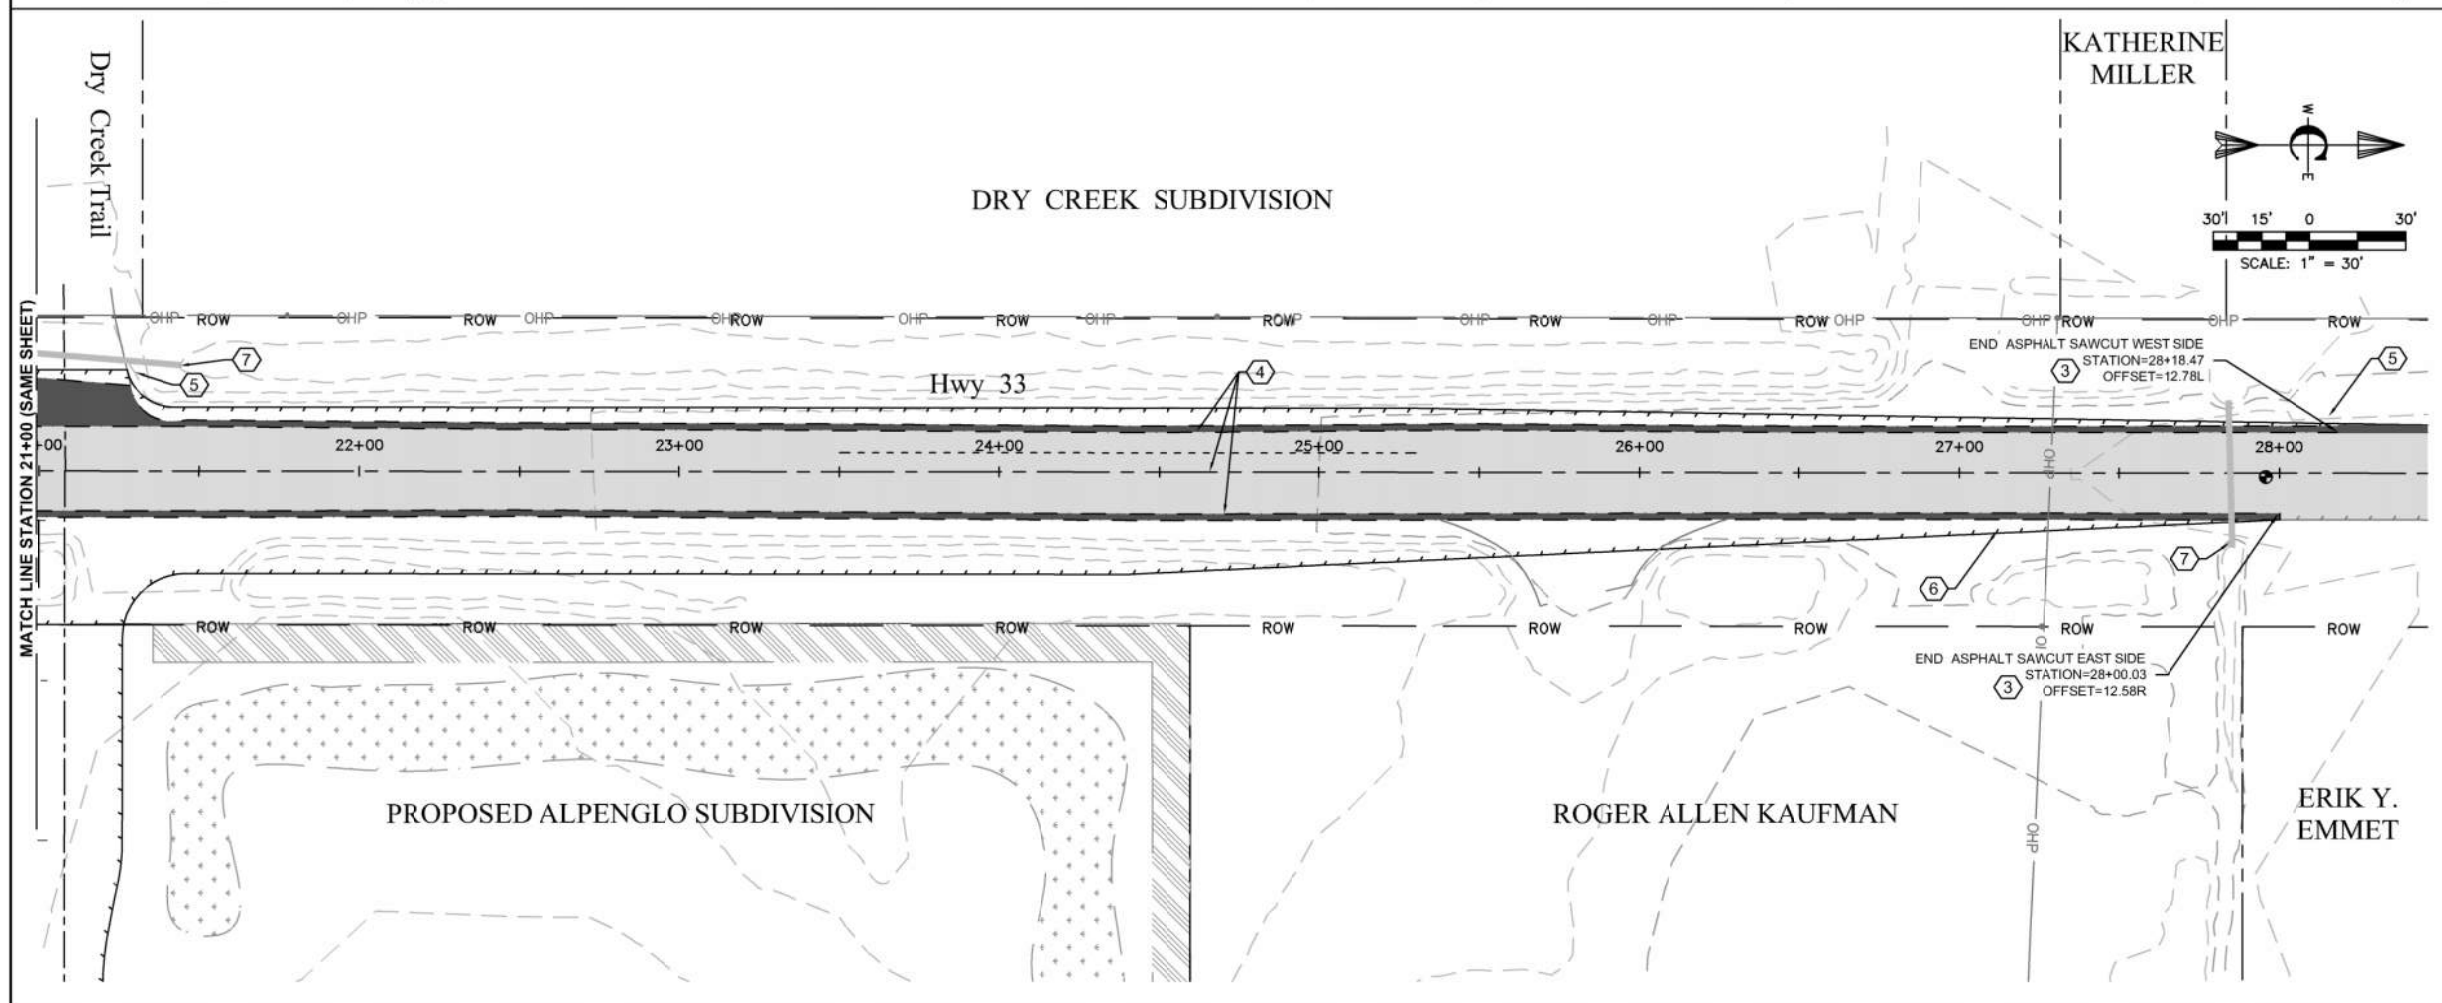 Dry Creek Trail
KATHERINE
MILLER
W
E
DRY CREEK SUBDIVISION
30' 15' 0 30'
SCALE: 1" = 30'
MATCH LINE STATION 21+00 (SAME SHEET)
OHP ROW OHP ROW OHP OHP ROW OHP ROW OHP ROW OHP OHP ROW OHP ROW OHP OHP ROW OHP ROW
END ASPHALT SAWCUT WEST SIDE
STATION=28+18.47
3 OFFSET=12.78L
7
5
Hwy 33
4
5
+00 22+00 23+00 24+00 25+00 26+00 27+00 28+00
OHP
7
6
ROW ROW ROW ROW ROW ROW ROW ROW ROW
END ASPHALT SAWCUT EAST SIDE
STATION=28+00.03
3 OFFSET=12.58R
PROPOSED ALPENGLO SUBDIVISION
ROGER ALLEN KAUFMAN
OHP
ERIK Y.
EMMET